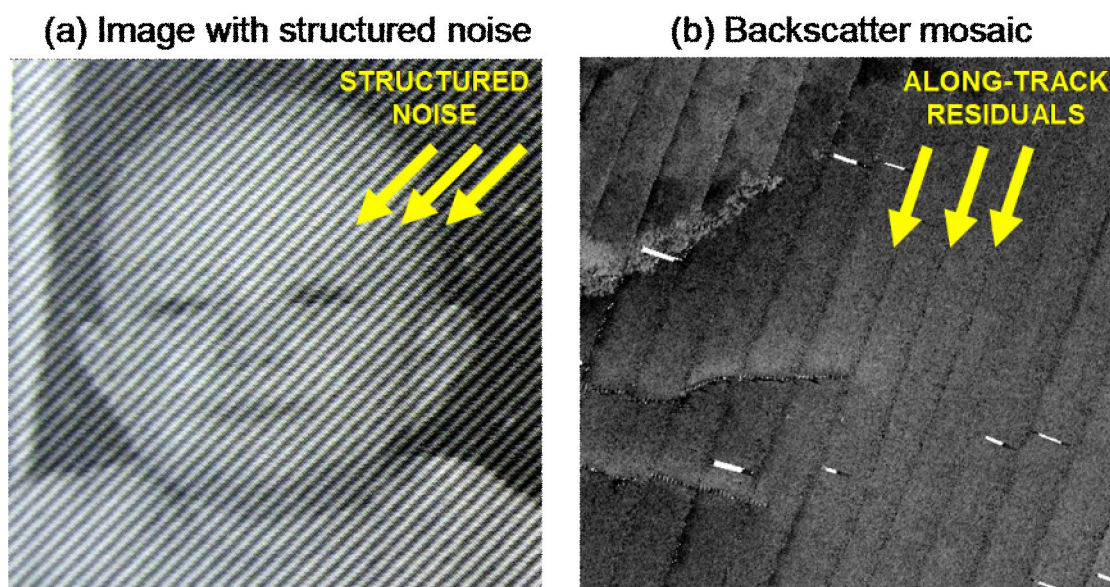 (a) Image with structured noise
STRUCTURED
NOISE
(b) Backscatter mosaic
ALONG-TRACK
RESIDUALS